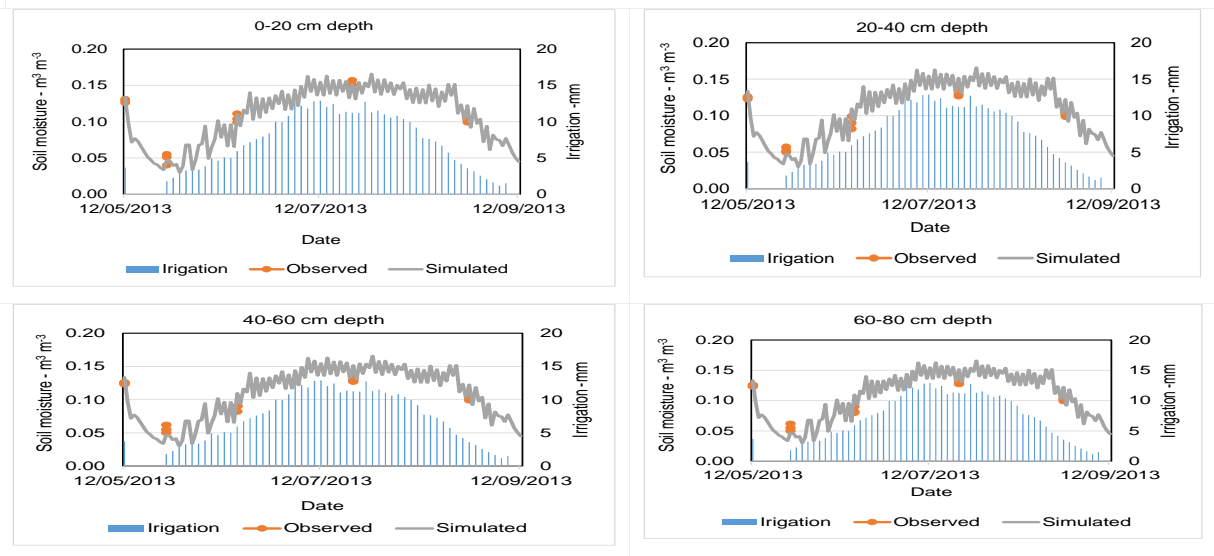 0-20 cm depth
0.20
0.15
0.10
0.05
0.00
20
15
10
5
0
Soil moisture - m³ m⁻³
Irrigation -mm
12/05/2013 12/07/2013 12/09/2013
Date
Irigation Observed Simulated
20-40 cm depth
0.20
0.15
0.10
0.05
0.00
20
15
10
5
0
Soil moisture - m³ m⁻³
Irrigation -mm
12/05/2013 12/07/2013 12/09/2013
Date
Irigation Observed Simulated
40-60 cm depth
0.20
0.15
0.10
0.05
0.00
20
15
10
5
0
Soil moisture - m³ m⁻³
Irrigation -mm
12/05/2013 12/07/2013 12/09/2013
Date
Irigation Observed Simulated
60-80 cm depth
0.20
0.15
0.10
0.05
0.00
20
15
10
5
0
Soil moisture - m³ m⁻³
Irrigation -mm
12/05/2013 12/07/2013 12/09/2013
Date
Irigation Observed Simulated